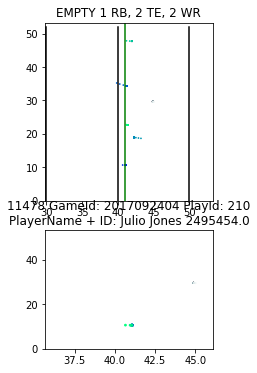 EMPTY 1 RB, 2 TE, 2 WR
50
40
30
20
10
0
30 35 40 45 50
11478 GameId: 2017092404 PlayId: 210
PlayerName + ID: Julio Jones 2495454.0
40
20
0
37.5 40.0 42.5 45.0